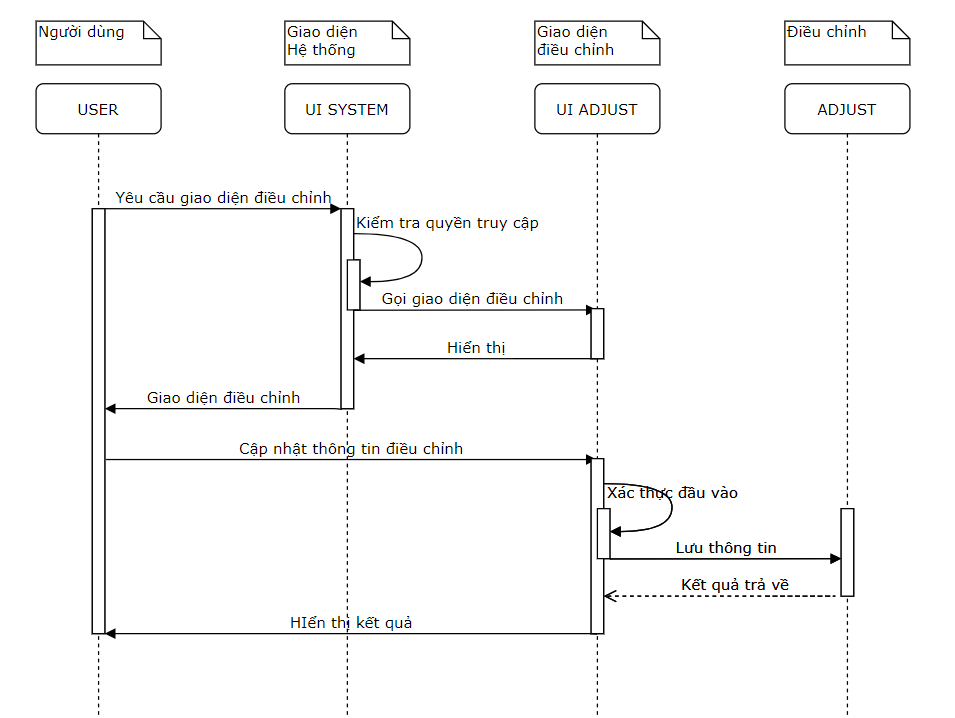 Người dùng
Giao diện
Hệ thống
Giao diện
điều chỉnh
Điều chỉnh
USER
UI SYSTEM
UI ADJUST
ADJUST
Yêu cầu giao diện điều chỉnh
Kiểm tra quyền truy cập
Gọi giao diện điều chỉnh
Hiển thị
Giao diện điều chỉnh
Cập nhật thông tin điều chỉnh
Xác thực đầu vào
Lưu thông tin
Kết quả trả về
HIển thị kết quả